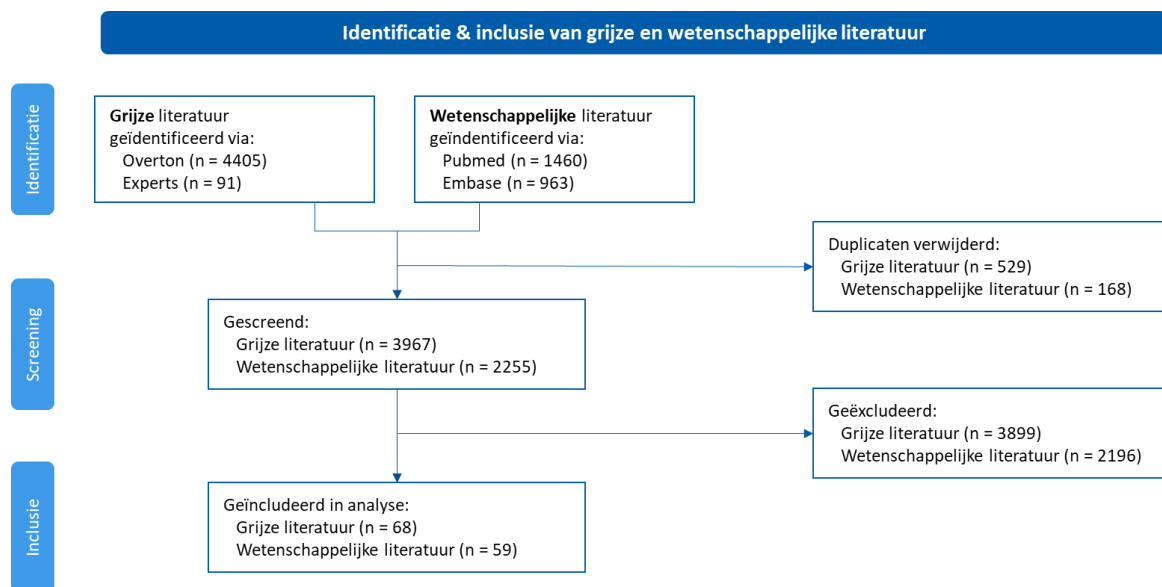 Identificatie & inclusie van grijze en wetenschappelijke literatuur
Identificatie
Grijze literatuur
geïdentificeerd via:
Overton (n = 4405)
Experts (n = 91)
Wetenschappelijke literatuur
geïndentificeerd via:
Pubmed (n = 1460)
Embase (n = 963)
Duplicaten verwijderd:
Grijze literatuur (n = 529)
Wetenschappelijke literatuur (n = 168)
Screening
Gescreend:
Grijze literatuur (n = 3967)
Wetenschappelijke literatuur (n = 2255)
Geëxcludeerd:
Grijze literatuur (n = 3899)
Wetenschappelijke literatuur (n = 2196)
Inclusie
Geïncludeerd in analyse:
Grijze literatuur (n = 68)
Wetenschappelijke literatuur (n = 59)